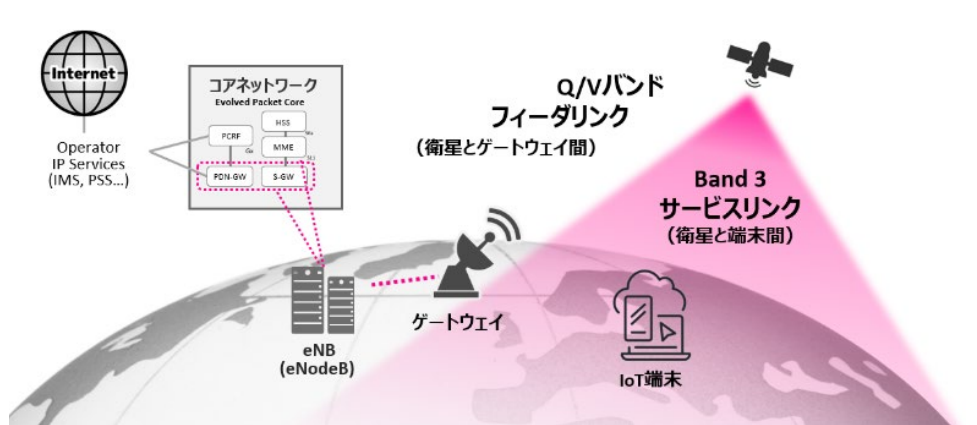 Internet
Operator
IP Services
(IMS, PSS...)
コアネットワーク
Evolved Packet Core
HSS
PCRF
Gx
MME
S11
PDN-GW
S-GW
Q/Vバンド
フィーダリンク
(衛星とゲートウェイ間)
Band 3
サービスリンク
(衛星と端末間)
ゲートウェイ
eNB
(eNodeB)
IoT端末